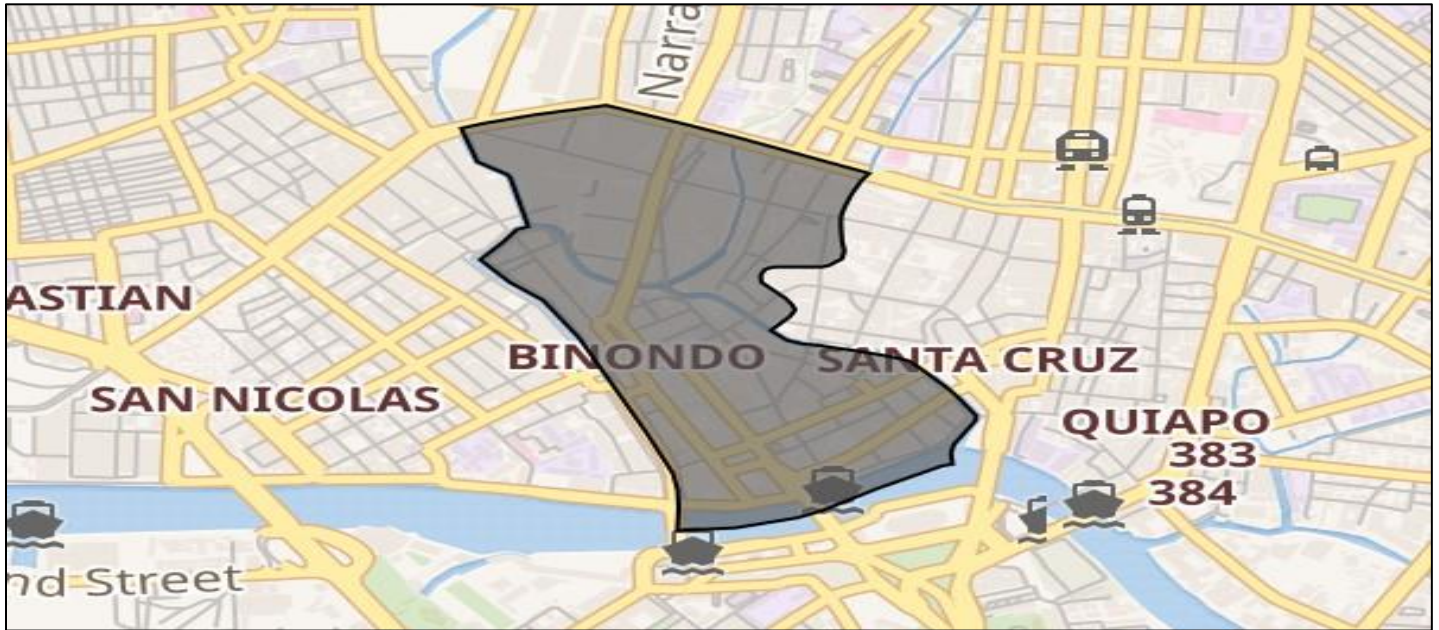 Narra
ASTIAN
BINONDO
SANTA CRUZ
SAN NICOLAS
QUIAPO
383
384
nd Street